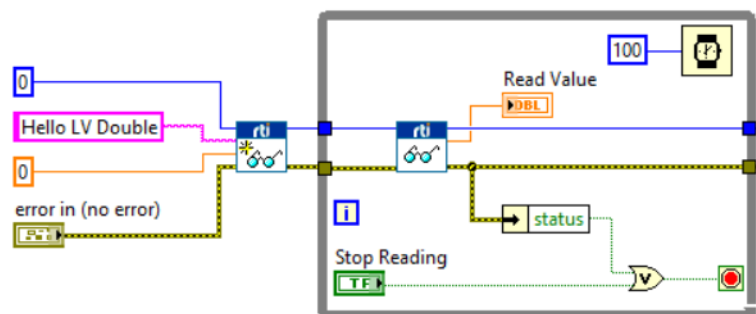 100
Read Value
DBL
0
Hello LV Double
rti
rti
0
error in (no error)
i
status
Stop Reading
TF
V